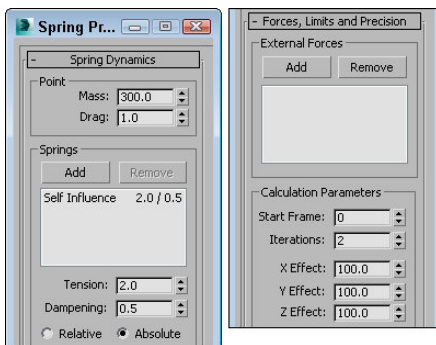 Spring Pr...
- Spring Dynamics
Point
Mass: 300.0
Drag: 1.0
Springs
Add Remove
Self Influence 2.0 / 0.5
Tension: 2.0
Dampening: 0.5
Relative Absolute
- Forces, Limits and Precision
External Forces
Add Remove
Calculation Parameters
Start Frame: 0
Iterations: 2
X Effect: 100.0
Y Effect: 100.0
Z Effect: 100.0